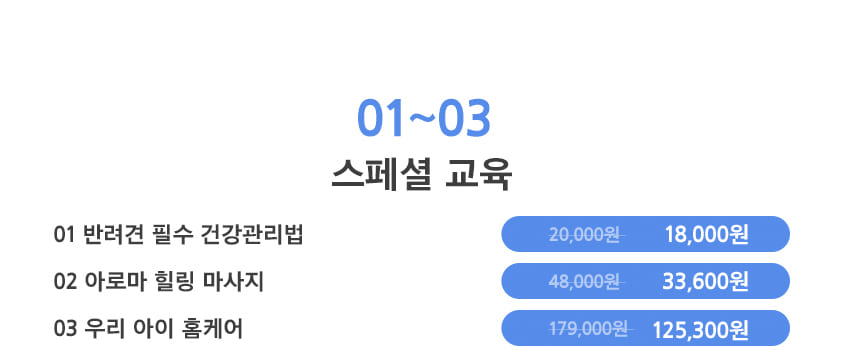 01~03
스페셜 교육
01 반려견 필수 건강관리법 20,000원 18,000원
02 아로마 힐링 마사지 48,000원 33,600원
03 우리 아이 홈케어 179,000원 125,300원